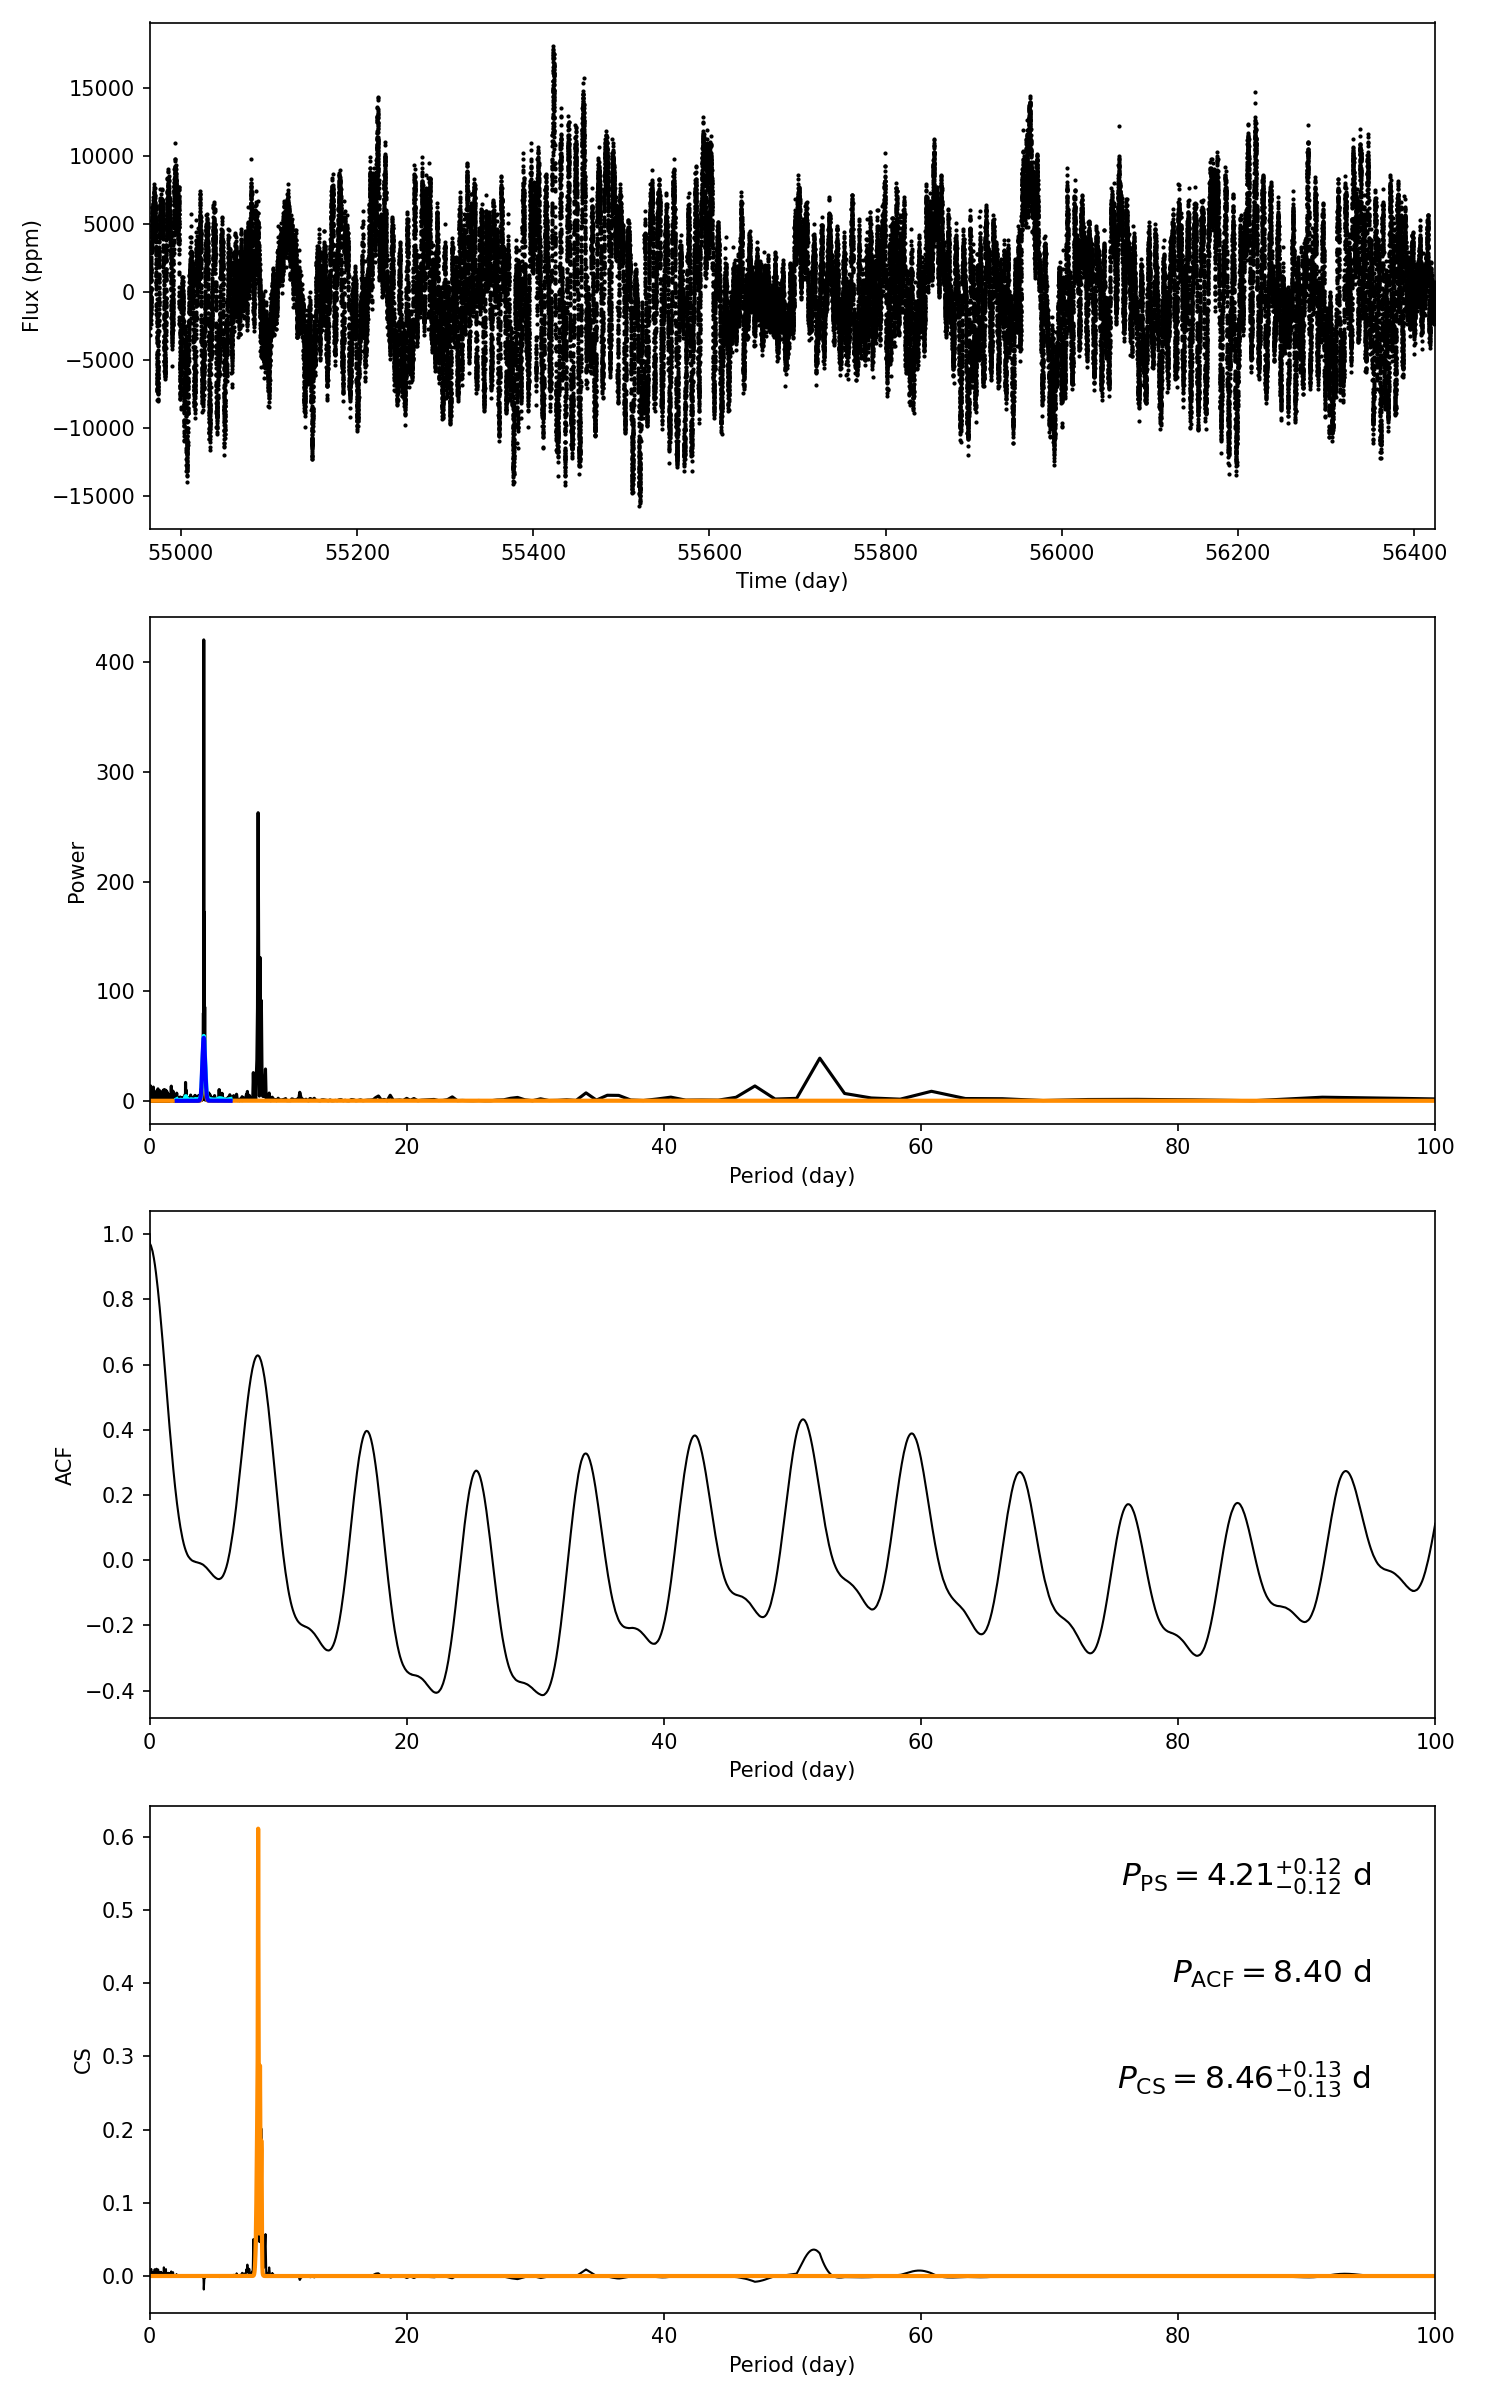 15000
10000
5000
0
−5000
−10000
−15000
Flux (ppm)
55000 55200 55400 55600 55800 56000 56200 56400
Time (day)
400
300
200
100
0
Power
0 20 40 60 80 100
Period (day)
1.0
0.8
0.6
0.4
0.2
0.0
−0.2
−0.4
ACF
0 20 40 60 80 100
Period (day)
0.6
0.5
0.4
0.3
0.2
0.1
0.0
CS
P_PS = 4.21^{+0.12}_{−0.12} d
P_ACF = 8.40 d
P_CS = 8.46^{+0.13}_{−0.13} d
0 20 40 60 80 100
Period (day)